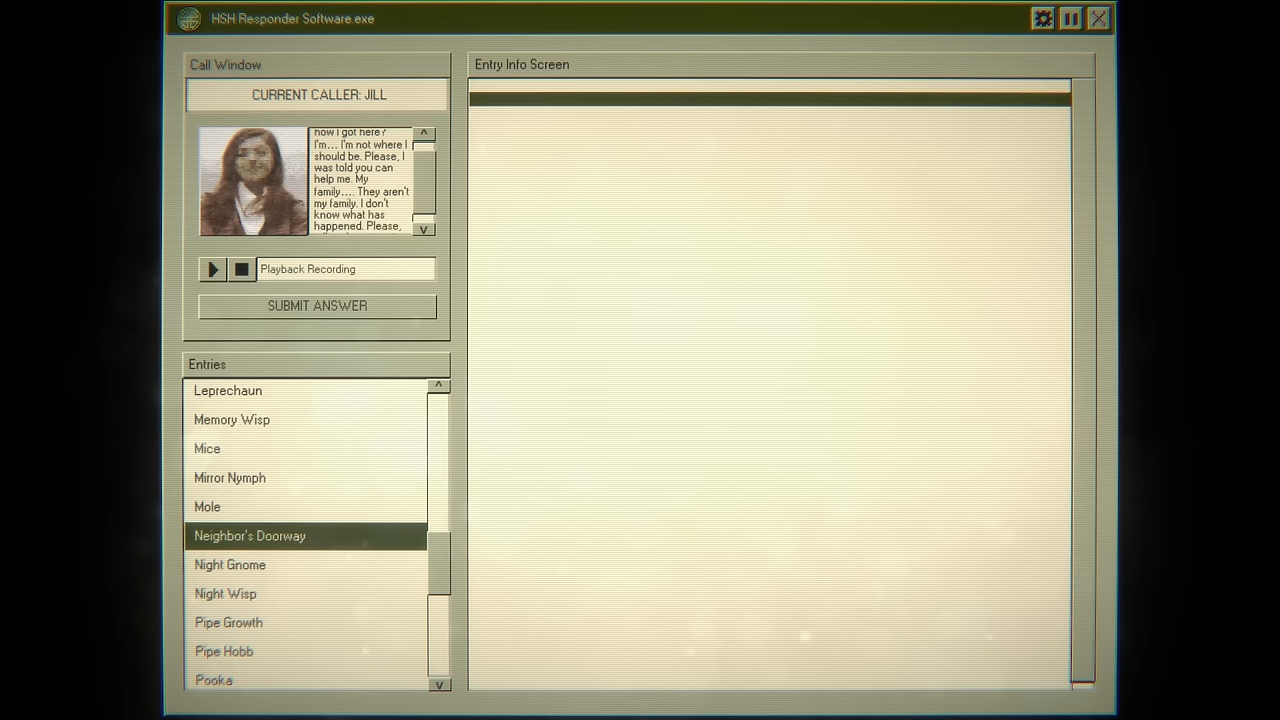 HSH Responder Software.exe
Call Window
CURRENT CALLER: JILL
how I got here?
I'm... I'm not where I
should be. Please, I
was told you can
help me. My
family.... They aren't
my family. I don't
know what has
happened. Please,
Playback Recording
SUBMIT ANSWER
Entries
Leprechaun
Memory Wisp
Mice
Mirror Nymph
Mole
Neighbor's Doorway
Night Gnome
Night Wisp
Pipe Growth
Pipe Hobb
Pooka
Entry Info Screen